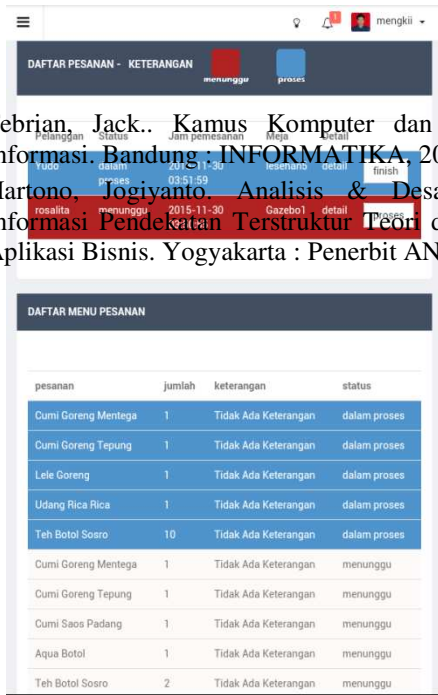 1
mengkii
DAFTAR PESANAN - KETERANGAN
menunggu proses
Pelanggan Status Jam pemesanan Meja Detail
Yudo dalam proses 2015-11-30 03:51:59 lesehan5 detail finish
rosalita menunggu 2015-11-30 Gazebo1 detail proses
ebrian, Jack.. Kamus Komputer dan
nformasi. Bandung : INFORMATIKA, 20
artono, Jogiyanto. Analisis & Desa
nformasi Pendekatan Terstruktur Teori d
plikasi Bisnis. Yogyakarta : Penerbit AN
DAFTAR MENU PESANAN
pesanan jumlah keterangan status
Cumi Goreng Mentega 1 Tidak Ada Keterangan dalam proses
Cumi Goreng Tepung 1 Tidak Ada Keterangan dalam proses
Lele Goreng 1 Tidak Ada Keterangan dalam proses
Udang Rica Rica 1 Tidak Ada Keterangan dalam proses
Teh Botol Sosro 10 Tidak Ada Keterangan dalam proses
Cumi Goreng Mentega 1 Tidak Ada Keterangan menunggu
Cumi Goreng Tepung 1 Tidak Ada Keterangan menunggu
Cumi Saos Padang 1 Tidak Ada Keterangan menunggu
Aqua Botol 1 Tidak Ada Keterangan menunggu
Teh Botol Sosro 2 Tidak Ada Keterangan menunggu